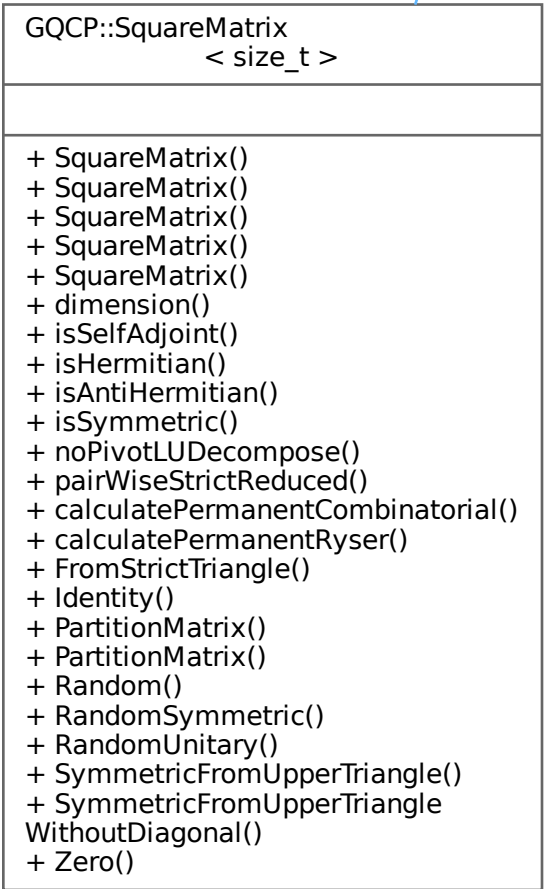 GQCP::SquareMatrix
< size_t >
+ SquareMatrix()
+ SquareMatrix()
+ SquareMatrix()
+ SquareMatrix()
+ SquareMatrix()
+ dimension()
+ isSelfAdjoint()
+ isHermitian()
+ isAntiHermitian()
+ isSymmetric()
+ noPivotLUDecompose()
+ pairWiseStrictReduced()
+ calculatePermanentCombinatorial()
+ calculatePermanentRyser()
+ FromStrictTriangle()
+ Identity()
+ PartitionMatrix()
+ PartitionMatrix()
+ Random()
+ RandomSymmetric()
+ RandomUnitary()
+ SymmetricFromUpperTriangle()
+ SymmetricFromUpperTriangle
WithoutDiagonal()
+ Zero()